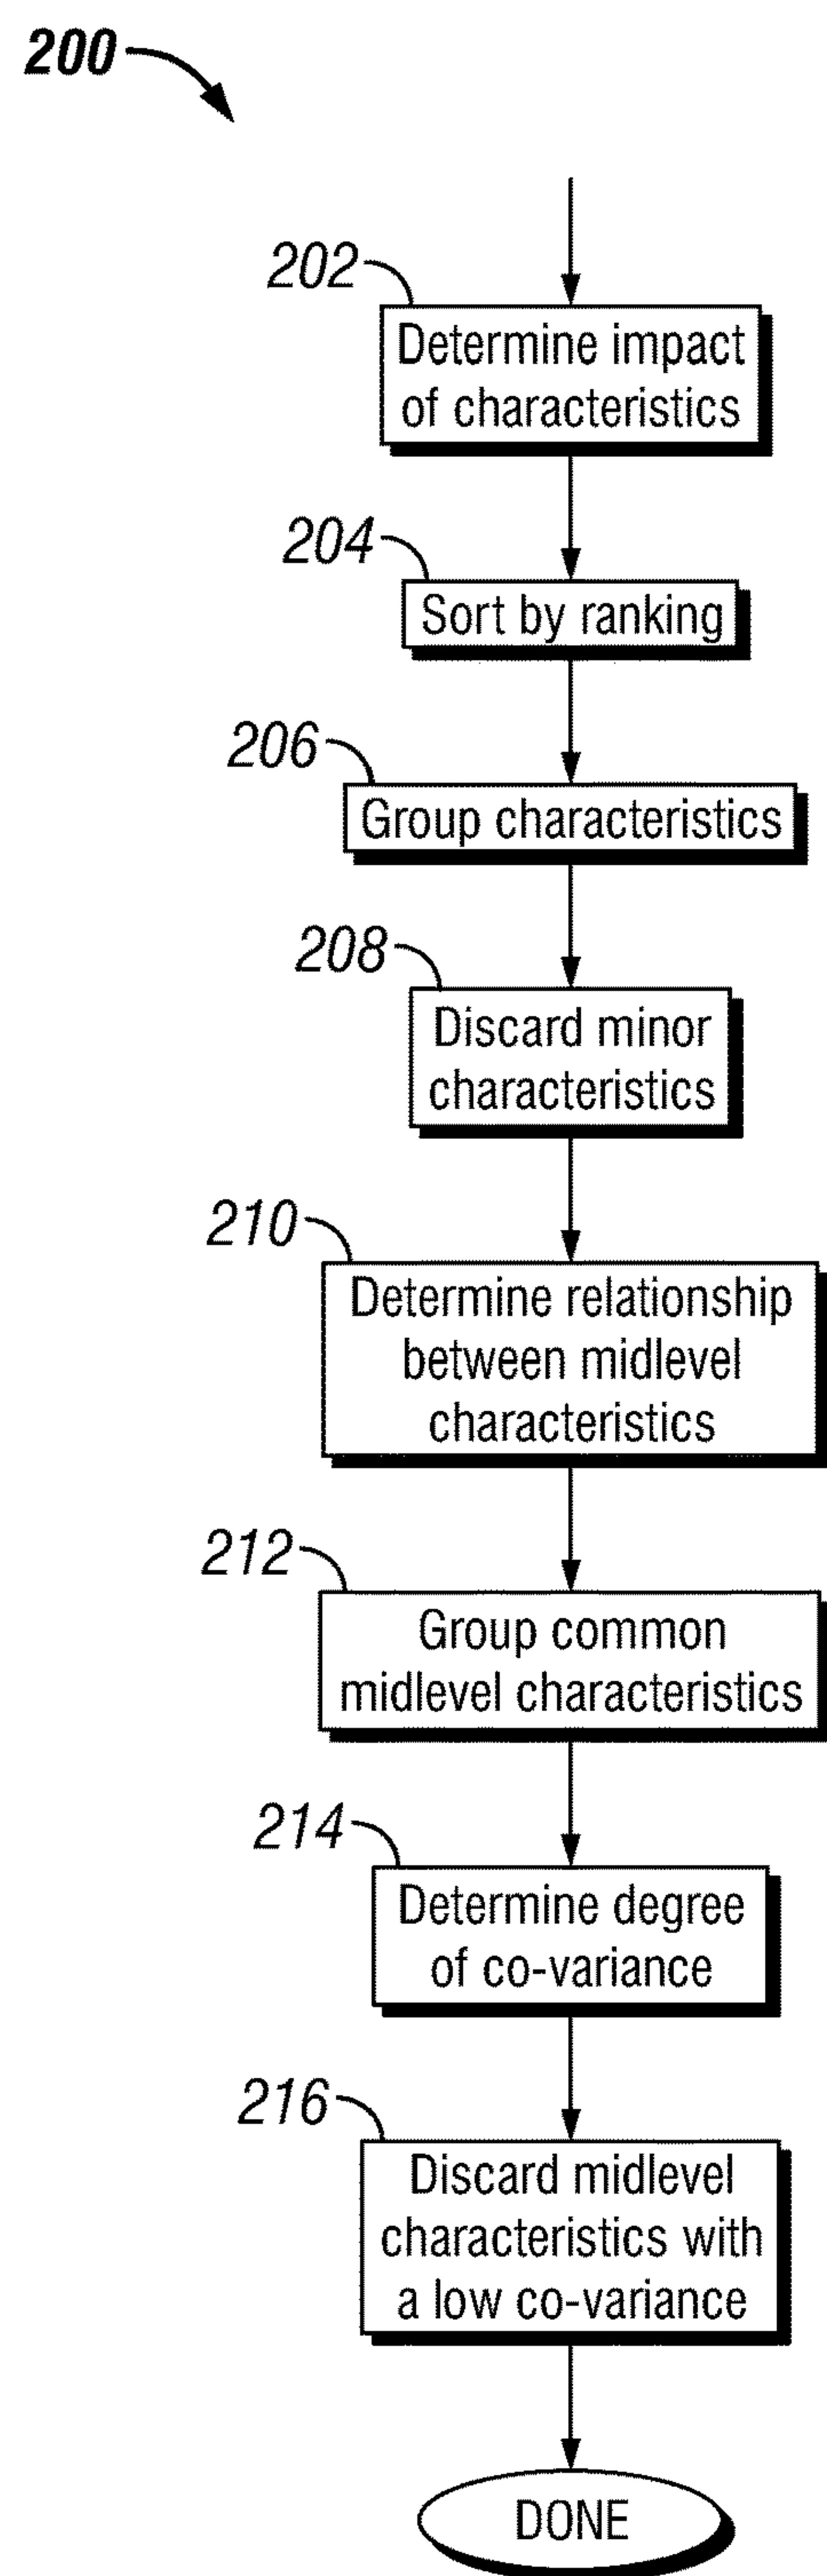 200
202
Determine impact
of characteristics
204
Sort by ranking
206
Group characteristics
208
Discard minor
characteristics
210
Determine relationship
between midlevel
characteristics
212
Group common
midlevel characteristics
214
Determine degree
of co-variance
216
Discard midlevel
characteristics with
a low co-variance
DONE